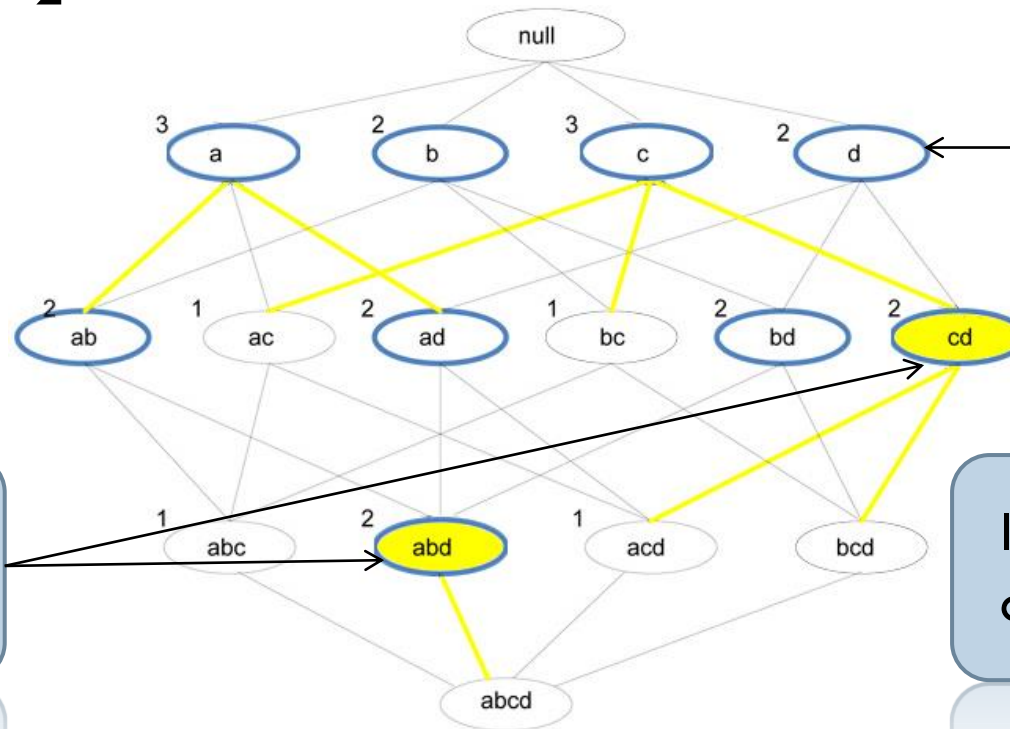 null
3 2 3 2
a b c d
2 1 2 1 2 2
ab ac ad bc bd cd
1 2 1
abc abd acd bcd
abcd